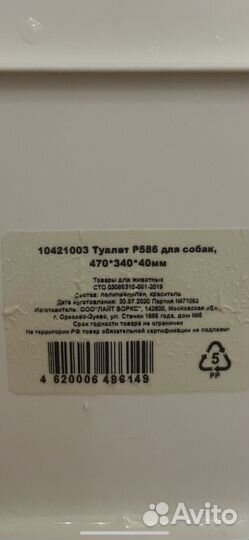 10421003 Туалет Р586 для собак,
470*340*40мм
Товары для животных
СТО 03085310-001-2019
Состав: полипропилен, краситель
Дата изготовления: 30.07.2020 Партия №71053
Изготовитель: ООО"ЛАЙТ ВОРКС", 142600, Московская обл.
г. Орехово-Зуево, ул. Стачки 1885 года, дом №6
Срок годности товара на ограничен
На территории РФ товар обязательной сертификации не подлежит
5
PP
4 620006 486149
Avito